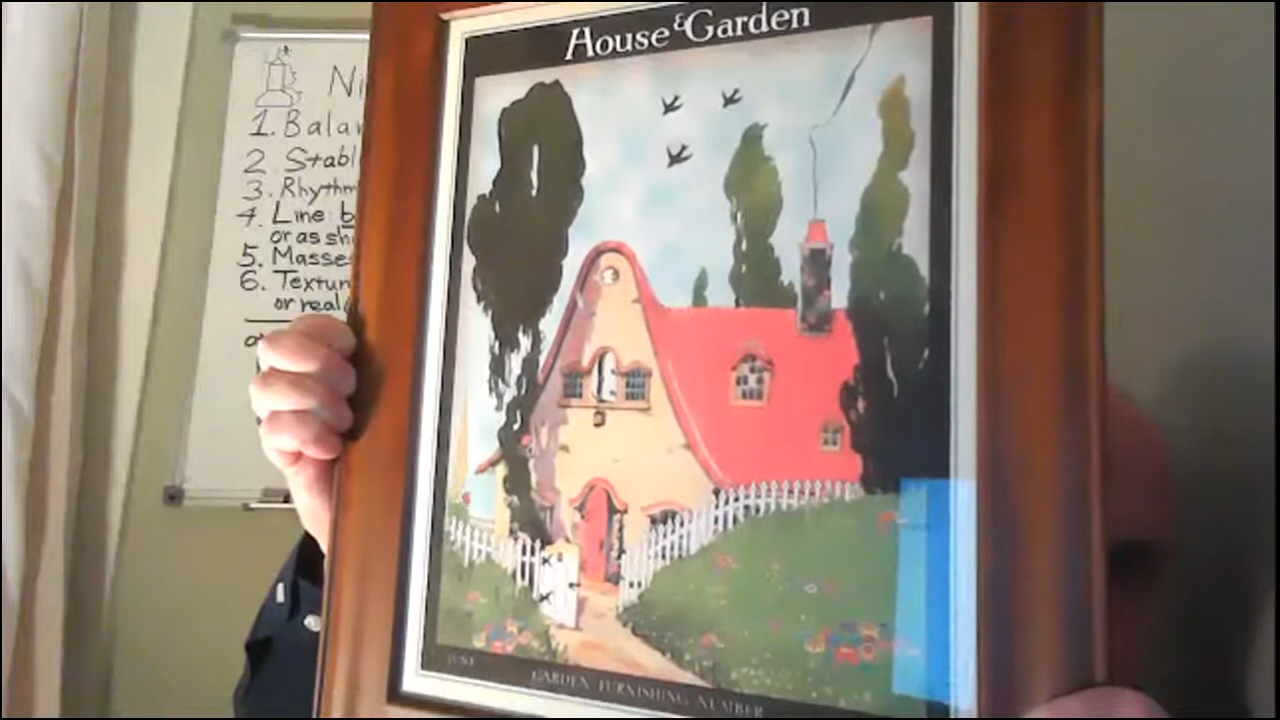 Ni
1. Balan
2 Stabl
3. Rhythm
4. Line: b
or as sh
5. Masse
6. Textur
or real
House & Garden
JUNE
GARDEN FURNISHING NUMBER